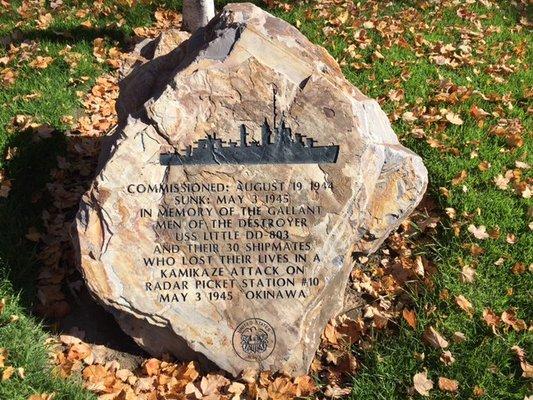 COMMISSIONED: AUGUST 19 1944
SUNK: MAY 3 1945
IN MEMORY OF THE GALLANT
MEN OF THE DESTROYER
USS LITTLE DD-803
AND THEIR 30 SHIPMATES
WHO LOST THEIR LIVES IN A
KAMIKAZE ATTACK ON
RADAR PICKET STATION #10
MAY 3 1945 OKINAWA